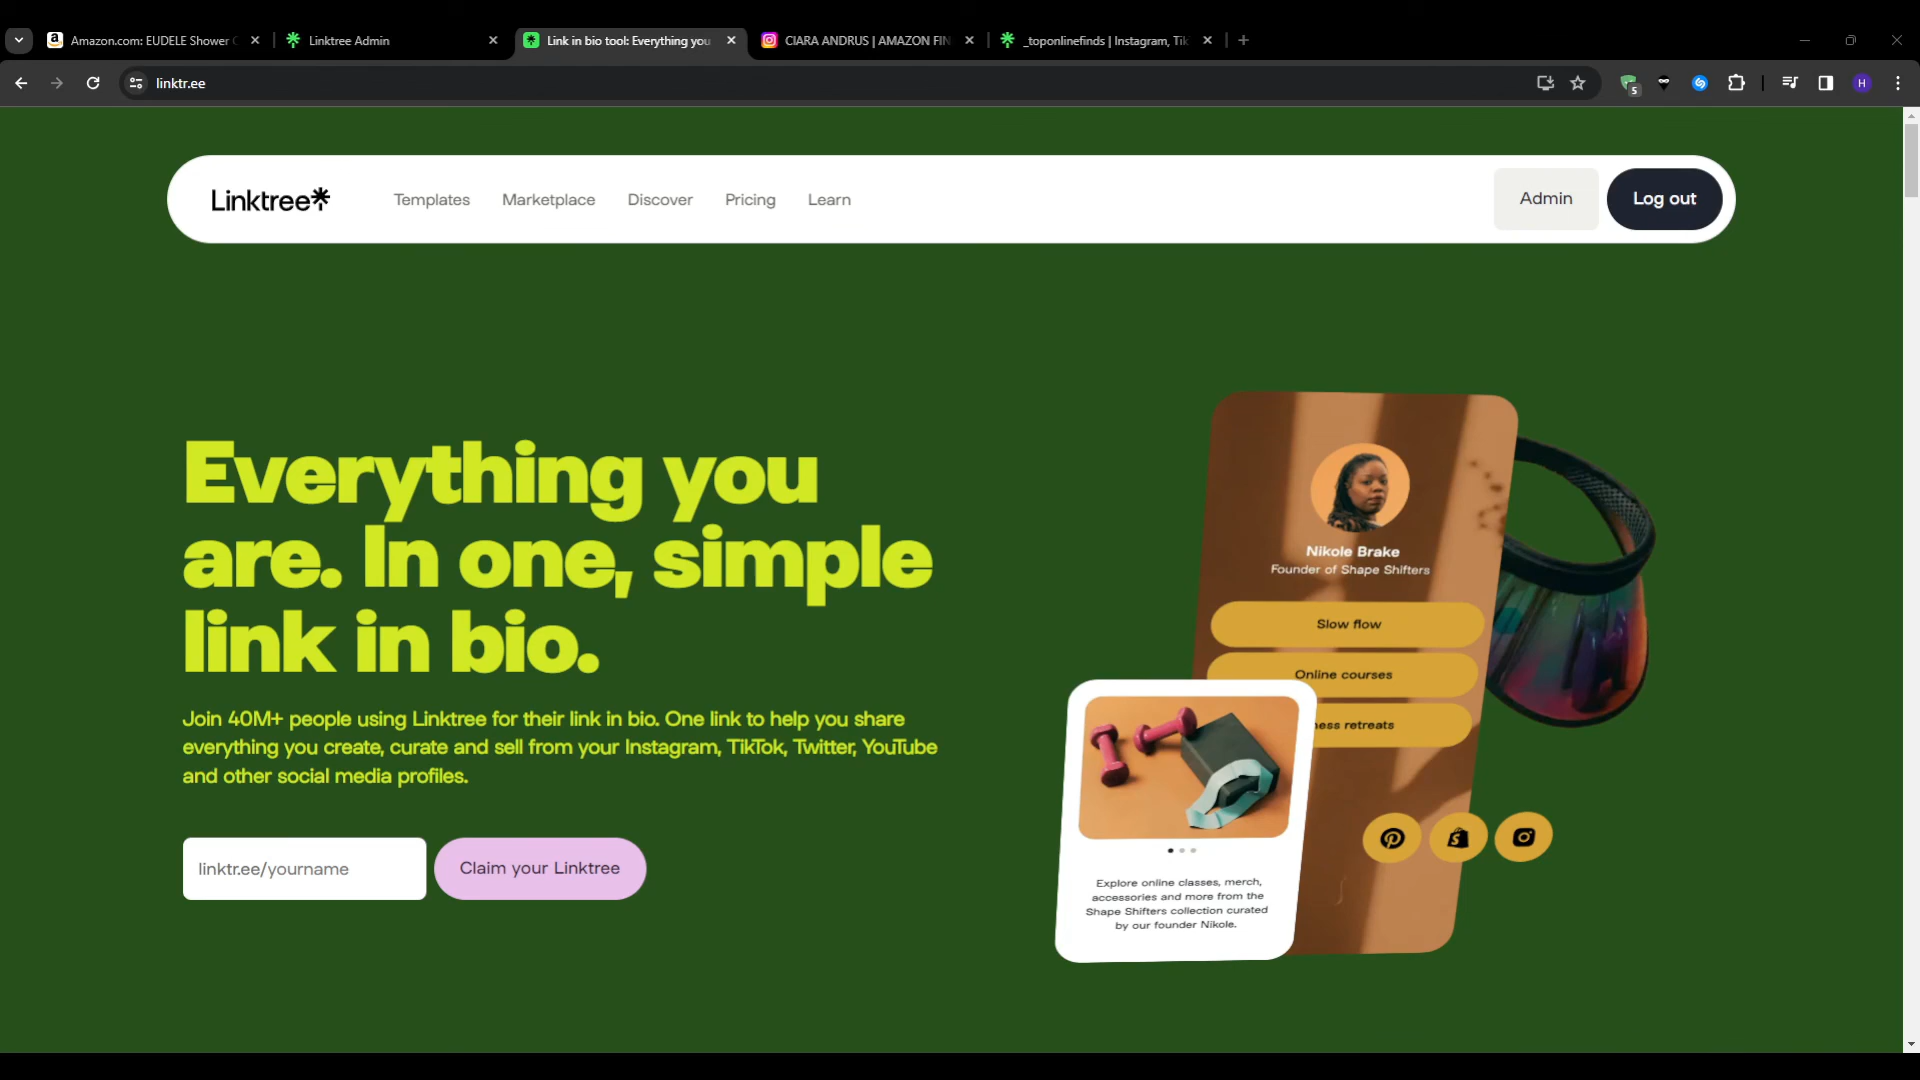 Amazon.com: EUDELE Shower
Linktree Admin
Link in bio tool: Everything you
CIARA ANDRUS | AMAZON FIN
_toponlinefinds | Instagram, Tik
linktr.ee
5
H
Linktree
Templates
Marketplace
Discover
Pricing
Learn
Admin
Log out
Everything you
are. In one, simple
link in bio.
Join 40M+ people using Linktree for their link in bio. One link to help you share
everything you create, curate and sell from your Instagram, TikTok, Twitter, YouTube
and other social media profiles.
linktr.ee/yourname
Claim your Linktree
Nikole Brake
Founder of Shape Shifters
Slow flow
Online courses
ness retreats
Explore online classes, merch,
accessories and more from the
Shape Shifters collection curated
by our founder Nikole.